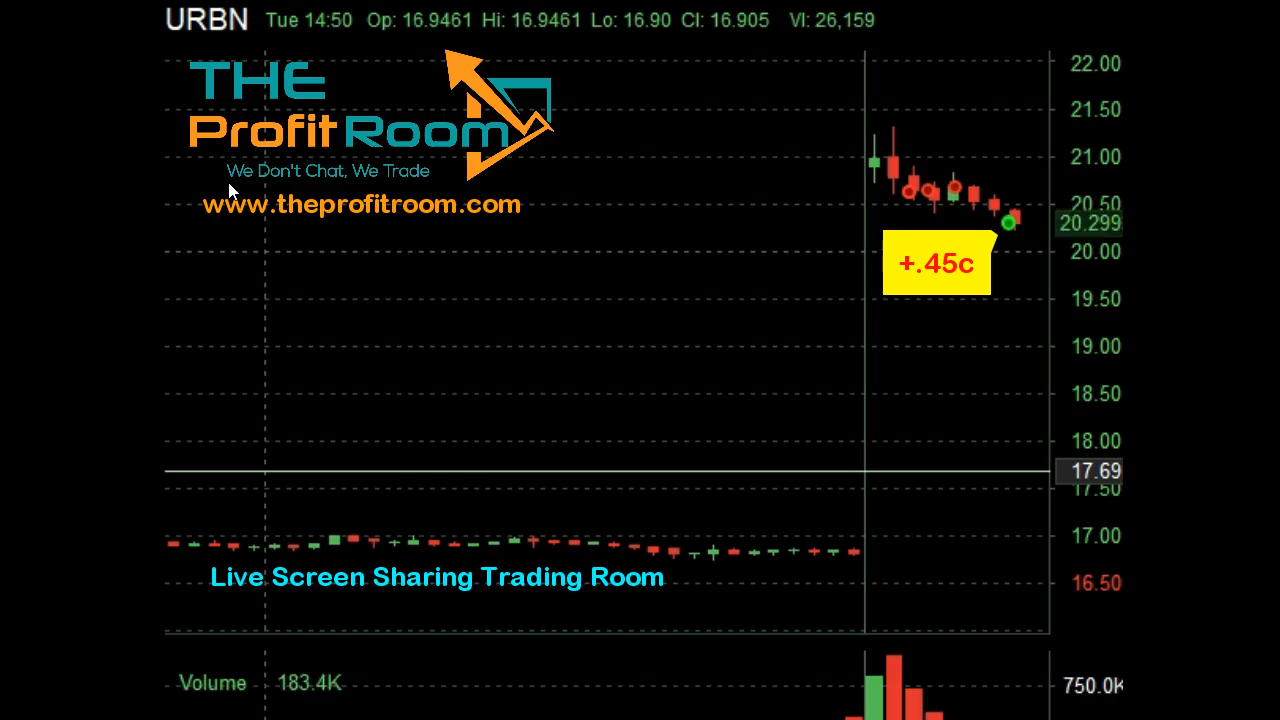 URBN Tue 14:50 Op: 16.9461 Hi: 16.9461 Lo: 16.90 Cl: 16.905 Vl: 26,159
THE
Profit Room
We Don't Chat, We Trade
www.theprofitroom.com
22.00
21.50
21.00
20.50
20.299
+.45c
20.00
19.50
19.00
18.50
18.00
17.69
17.50
17.00
Live Screen Sharing Trading Room
16.50
Volume 183.4K
750.0K